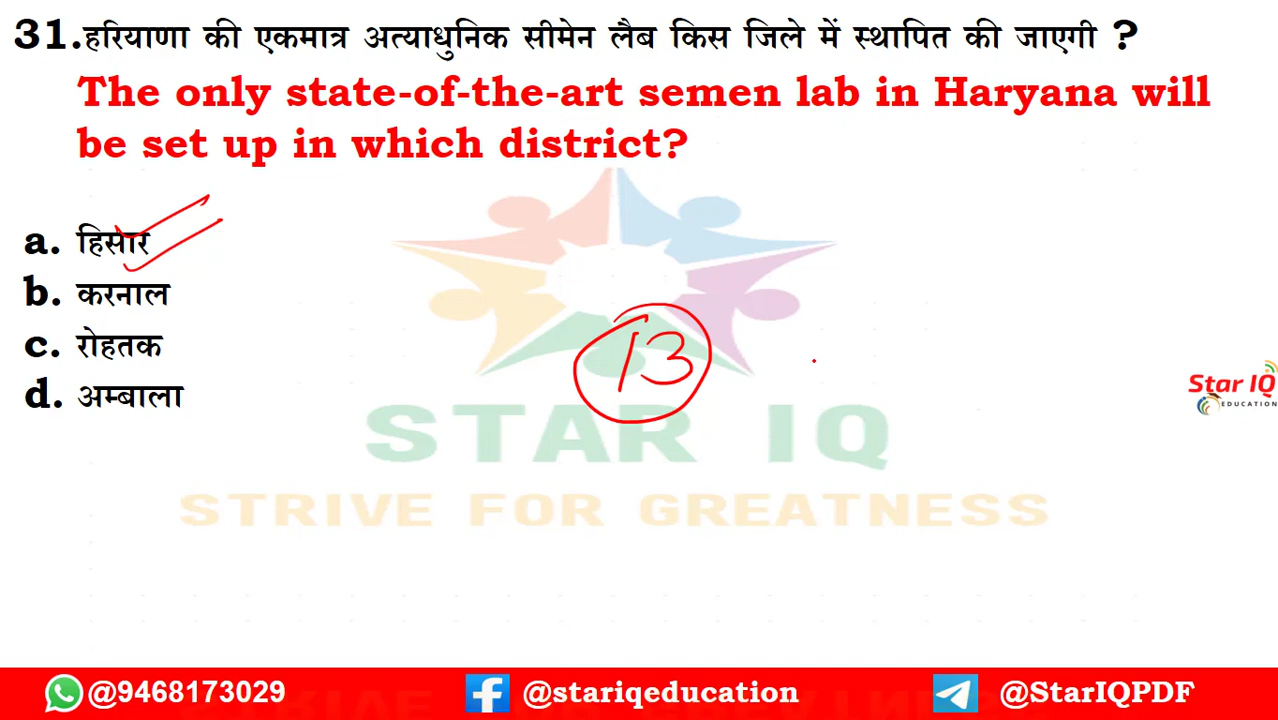 31.हरियाणा की एकमात्र अत्याधुनिक सीमेन लैब किस जिले में स्थापित की जाएगी ?
The only state-of-the-art semen lab in Haryana will
be set up in which district?
a. हिसार
b. करनाल
c. रोहतक
d. अम्बाला
13
Star IQ
EDUCATION
STAR IQ
STRIVE FOR GREATNESS
@9468173029 @stariqeducation @StarIQPDF